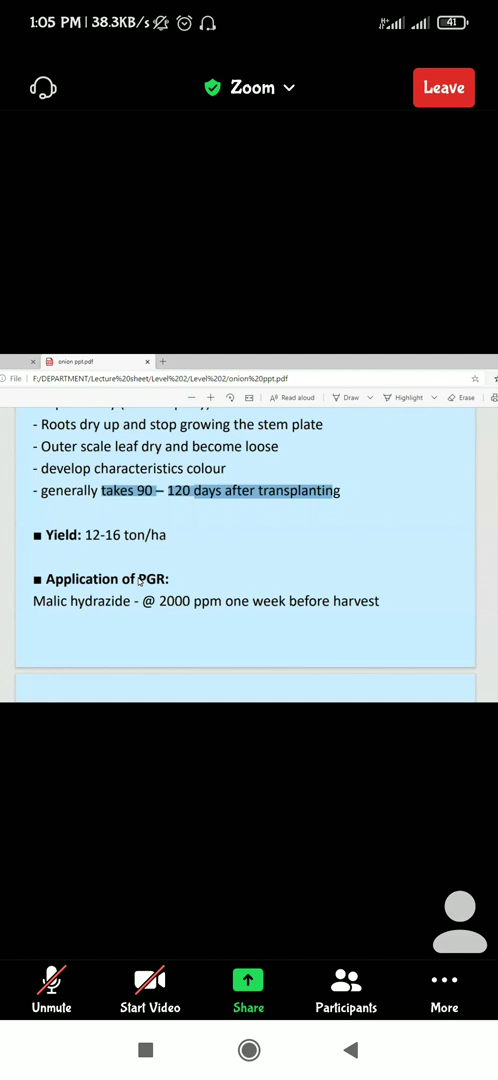 1:05 PM | 38.3KB/s
H+
41
Zoom
Leave
onion ppt.pdf
File | F:/DEPARTMENT/Lecture%20sheet/Level%202/Level%202/onion%20ppt.pdf
Read aloud | Draw | Highlight | Erase
- Roots dry up and stop growing the stem plate
- Outer scale leaf dry and become loose
- develop characteristics colour
- generally takes 90 – 120 days after transplanting
■ Yield: 12-16 ton/ha
■ Application of PGR:
Malic hydrazide - @ 2000 ppm one week before harvest
Unmute
Start Video
Share
Participants
More